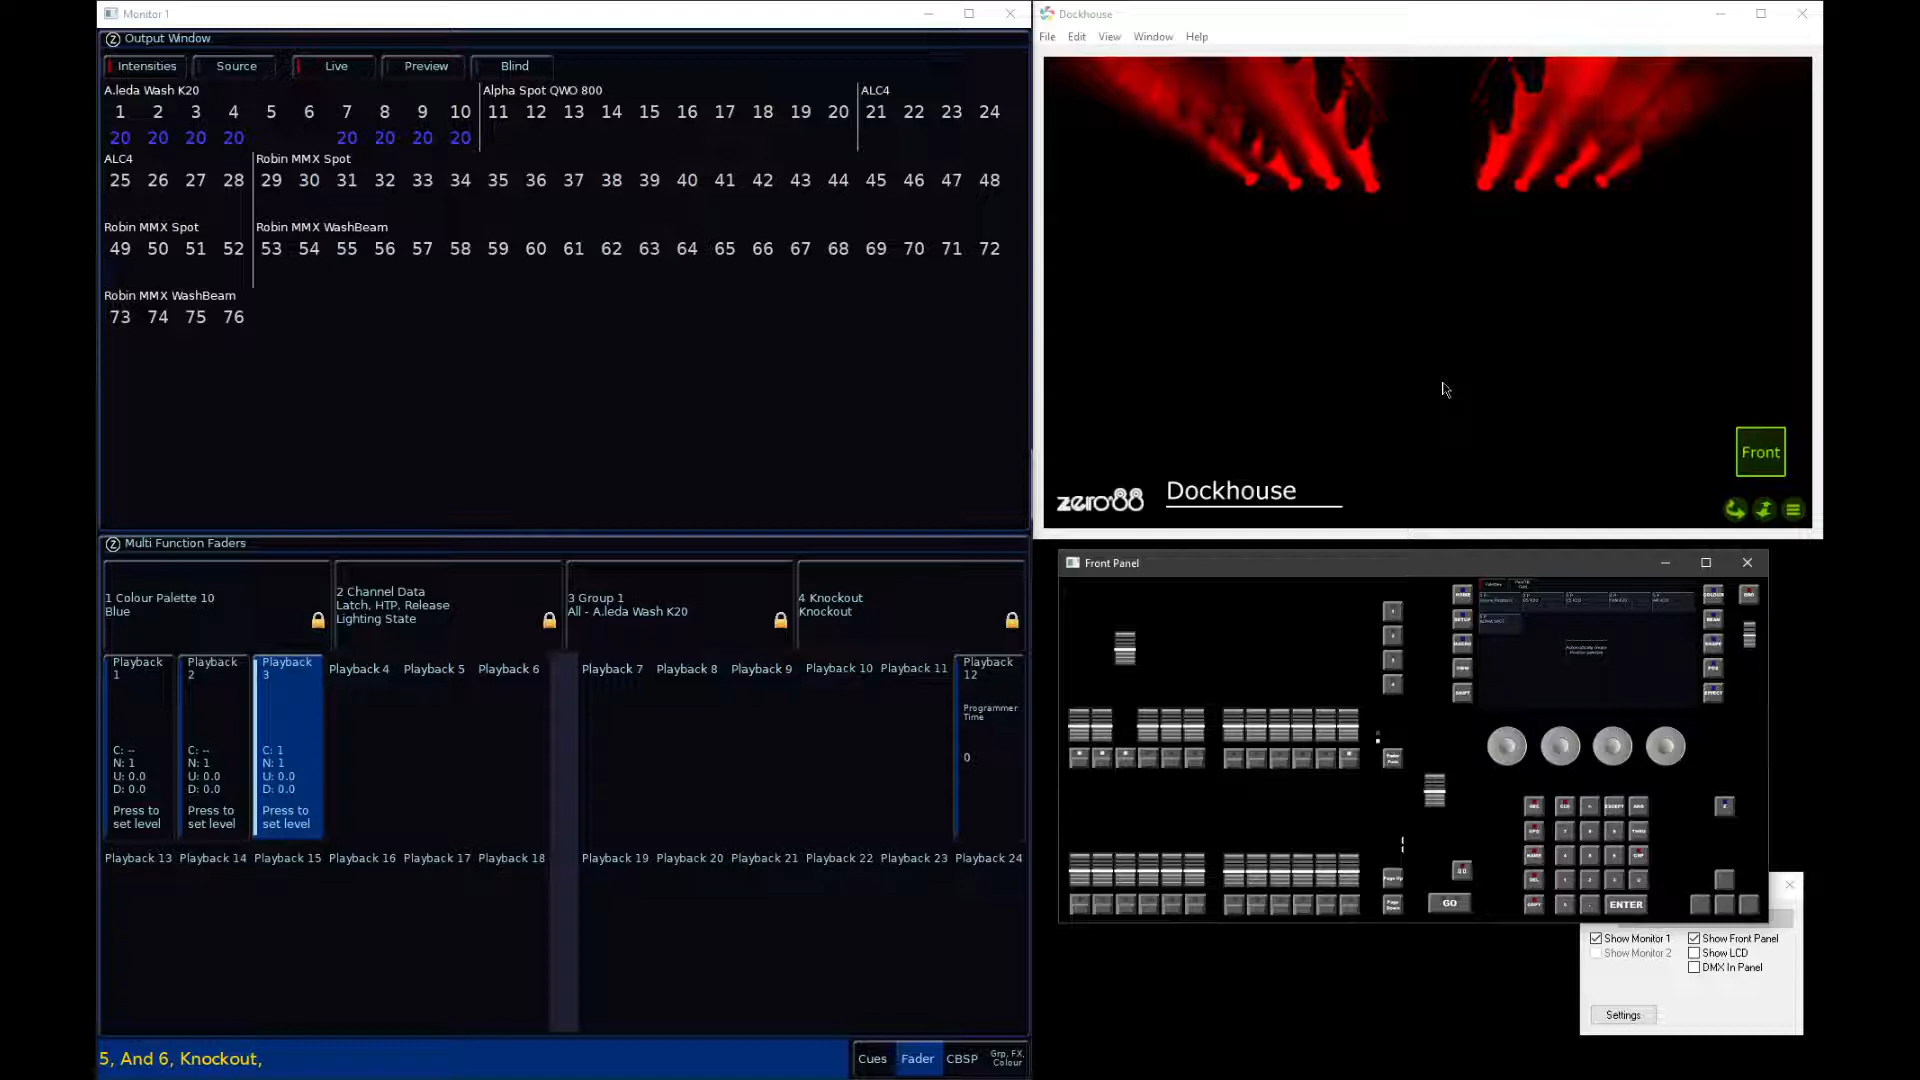 Monitor 1
Output Window
Intensities Source Live Preview Blind
A.leda Wash K20 Alpha Spot QWO 800 ALC4
1 2 3 4 5 6 7 8 9 10 11 12 13 14 15 16 17 18 19 20 21 22 23 24
20 20 20 20 20 20 20 20
ALC4 Robin MMX Spot
25 26 27 28 29 30 31 32 33 34 35 36 37 38 39 40 41 42 43 44 45 46 47 48
Robin MMX Spot Robin MMX WashBeam
49 50 51 52 53 54 55 56 57 58 59 60 61 62 63 64 65 66 67 68 69 70 71 72
Robin MMX WashBeam
73 74 75 76
Multi Function Faders
1 Colour Palette 10
Blue
2 Channel Data
Latch, HTP, Release
Lighting State
3 Group 1
All - A.leda Wash K20
4 Knockout
Knockout
Playback
1
C: --
N: 1
U: 0.0
D: 0.0
Press to
set level
Playback
2
C: --
N: 1
U: 0.0
D: 0.0
Press to
set level
Playback
3
C: 1
N: 1
U: 0.0
D: 0.0
Press to
set level
Playback 4 Playback 5 Playback 6 Playback 7 Playback 8 Playback 9 Playback 10 Playback 11
Playback
12
Programmer
Time
0
Playback 13 Playback 14 Playback 15 Playback 16 Playback 17 Playback 18 Playback 19 Playback 20 Playback 21 Playback 22 Playback 23 Playback 24
5, And 6, Knockout,
Cues Fader CBSP
Grp, FX,
Colour
Dockhouse
File Edit View Window Help
Front
zero88 Dockhouse
Front Panel
GO ENTER
Show Monitor 1 Show Front Panel
Show Monitor 2 Show LCD
DMX In Panel
Settings